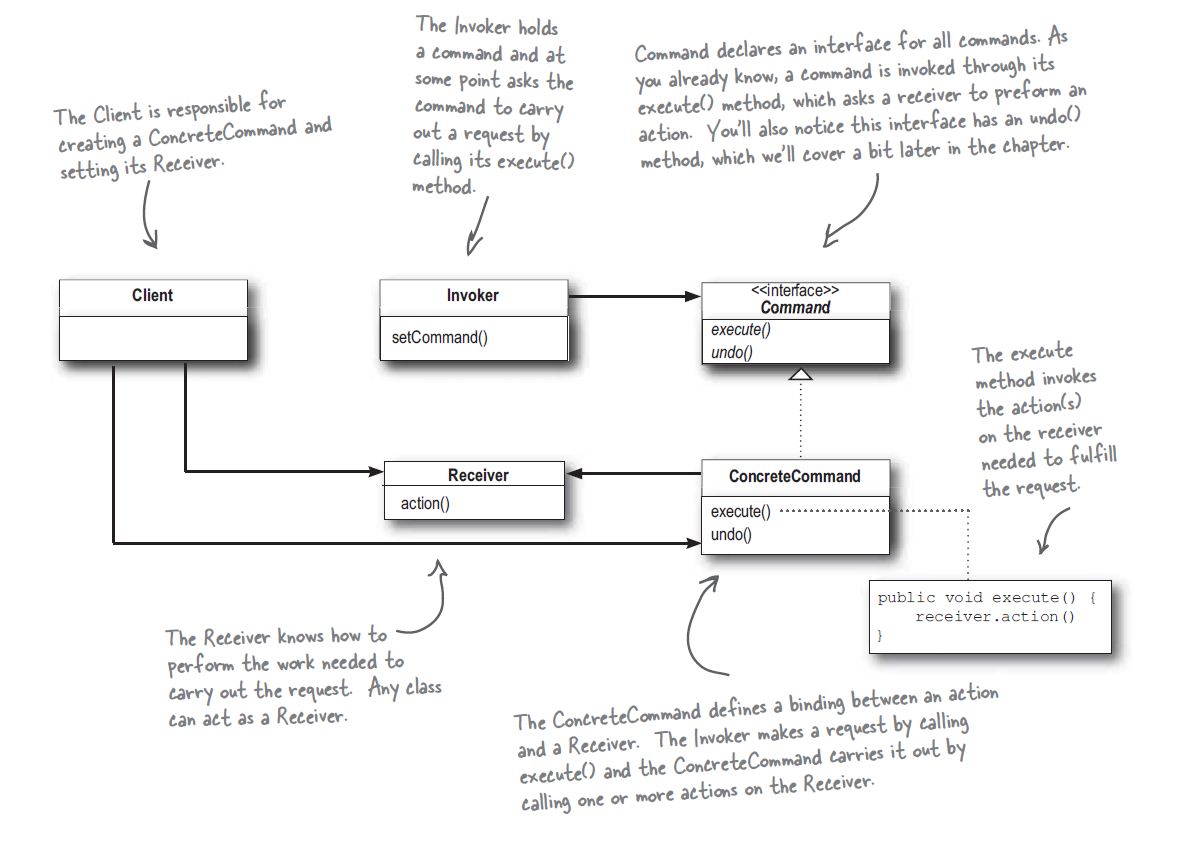 The Client is responsible for
creating a ConcreteCommand and
setting its Receiver.
The Invoker holds
a command and at
some point asks the
command to carry
out a request by
calling its execute()
method.
Command declares an interface for all commands. As
you already know, a command is invoked through its
execute() method, which asks a receiver to preform an
action. You'll also notice this interface has an undo()
method, which we'll cover a bit later in the chapter.
Client
Invoker
setCommand()
<<interface>>
Command
execute()
undo()
The execute
method invokes
the action(s)
on the receiver
needed to fulfill
the request.
Receiver
action()
ConcreteCommand
execute()
undo()
public void execute() {
receiver.action()
}
The Receiver knows how to
perform the work needed to
carry out the request. Any class
can act as a Receiver.
The ConcreteCommand defines a binding between an action
and a Receiver. The Invoker makes a request by calling
execute() and the ConcreteCommand carries it out by
calling one or more actions on the Receiver.